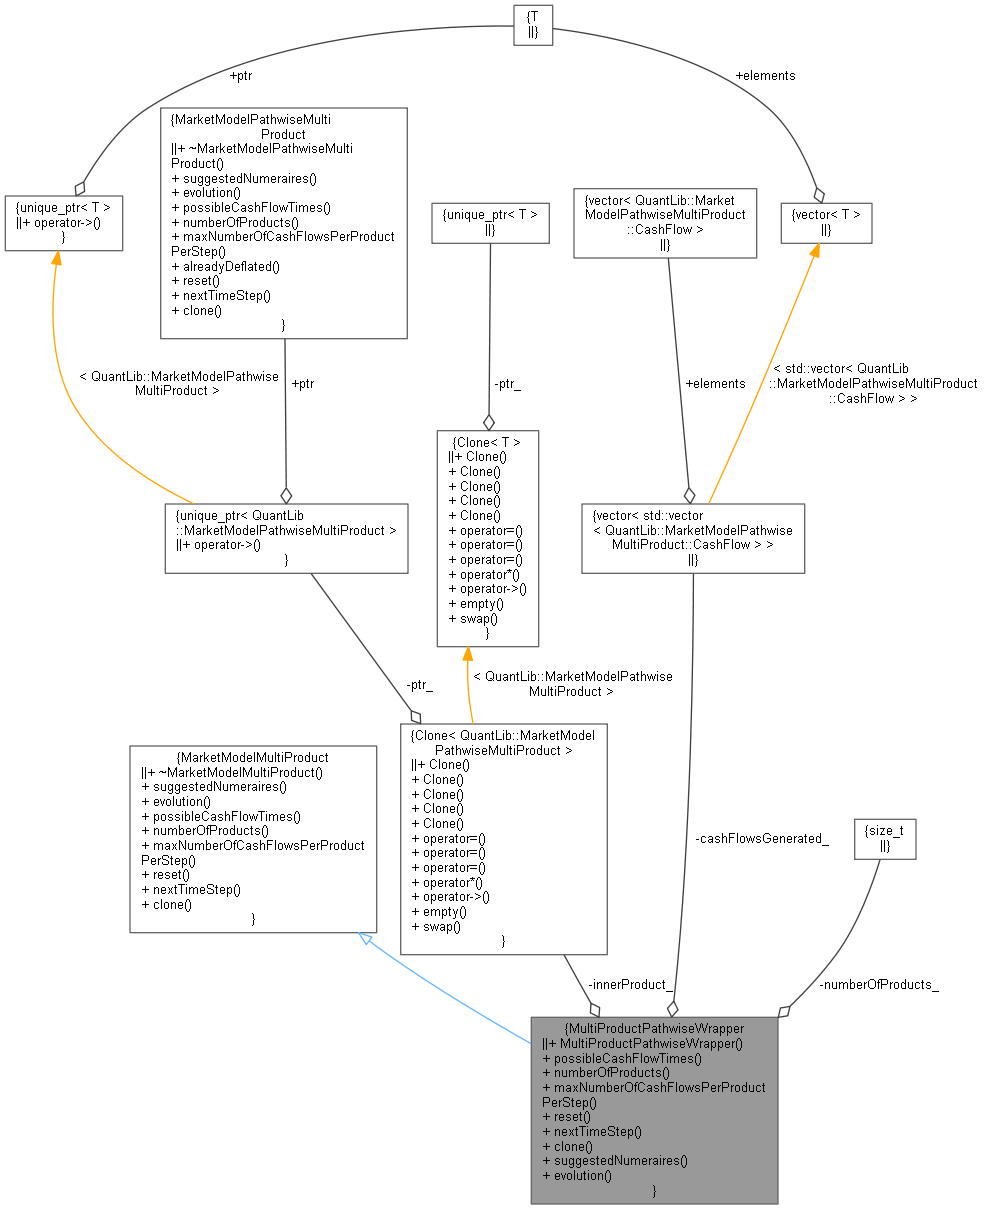 {T
||}
+ptr
+elements
{MarketModelPathwiseMulti
Product
||+ ~MarketModelPathwiseMulti
Product()
+ suggestedNumeraires()
+ evolution()
+ possibleCashFlowTimes()
+ numberOfProducts()
+ maxNumberOfCashFlowsPerProduct
PerStep()
+ alreadyDeflated()
+ reset()
+ nextTimeStep()
+ clone()
}
{unique_ptr< T >
||+ operator->()
}
{unique_ptr< T >
||}
{vector< QuantLib::Market
ModelPathwiseMultiProduct
::CashFlow >
||}
{vector< T >
||}
< QuantLib::MarketModelPathwise
MultiProduct >
+ptr
-ptr_
+elements
< std::vector< QuantLib
::MarketModelPathwiseMultiProduct
::CashFlow > >
{unique_ptr< QuantLib
::MarketModelPathwiseMultiProduct >
||+ operator->()
}
{Clone< T >
||+ Clone()
+ Clone()
+ Clone()
+ Clone()
+ Clone()
+ operator=()
+ operator=()
+ operator=()
+ operator*()
+ operator->()
+ empty()
+ swap()
}
{vector< std::vector
< QuantLib::MarketModelPathwise
MultiProduct::CashFlow > >
||}
-ptr_
< QuantLib::MarketModelPathwise
MultiProduct >
{MarketModelMultiProduct
||+ ~MarketModelMultiProduct()
+ suggestedNumeraires()
+ evolution()
+ possibleCashFlowTimes()
+ numberOfProducts()
+ maxNumberOfCashFlowsPerProduct
PerStep()
+ reset()
+ nextTimeStep()
+ clone()
}
{Clone< QuantLib::MarketModel
PathwiseMultiProduct >
||+ Clone()
+ Clone()
+ Clone()
+ Clone()
+ Clone()
+ operator=()
+ operator=()
+ operator=()
+ operator*()
+ operator->()
+ empty()
+ swap()
}
-cashFlowsGenerated_
{size_t
||}
-innerProduct_
-numberOfProducts_
{MultiProductPathwiseWrapper
||+ MultiProductPathwiseWrapper()
+ possibleCashFlowTimes()
+ numberOfProducts()
+ maxNumberOfCashFlowsPerProduct
PerStep()
+ reset()
+ nextTimeStep()
+ clone()
+ suggestedNumeraires()
+ evolution()
}